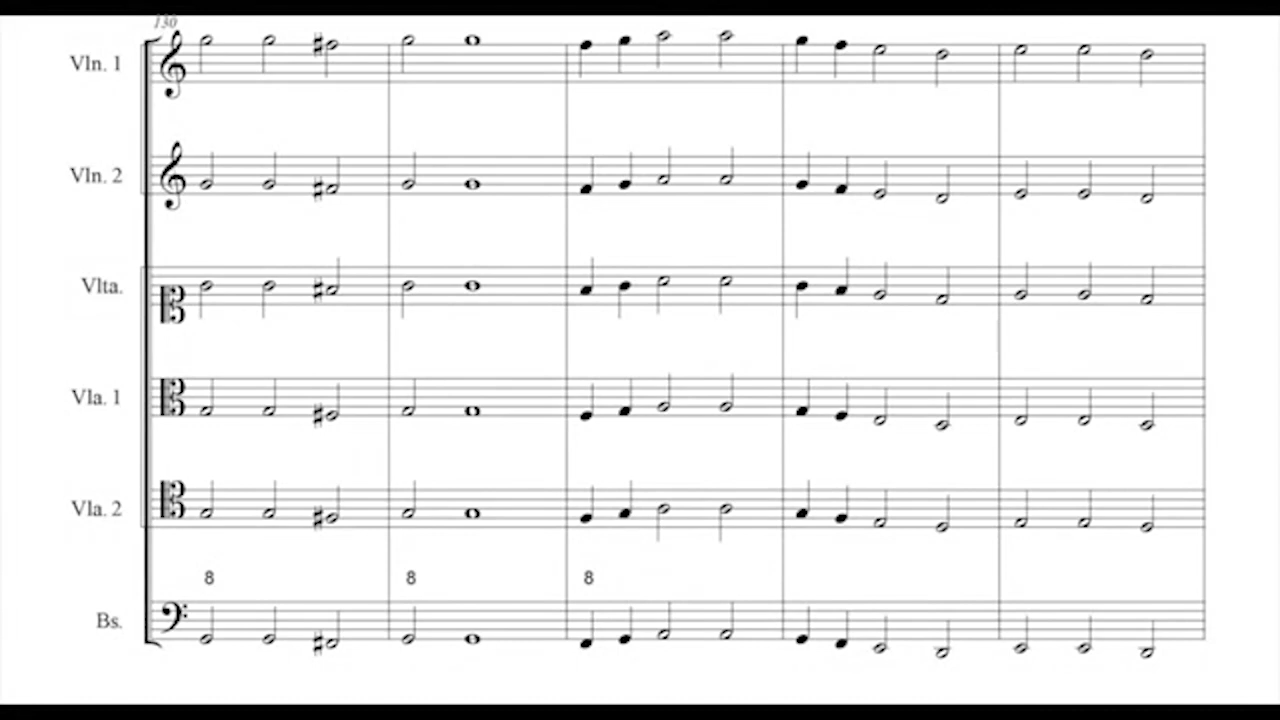 130
Vln. 1
Vln. 2
Vlta.
Vla. 1
Vla. 2
8 8 8
Bs.